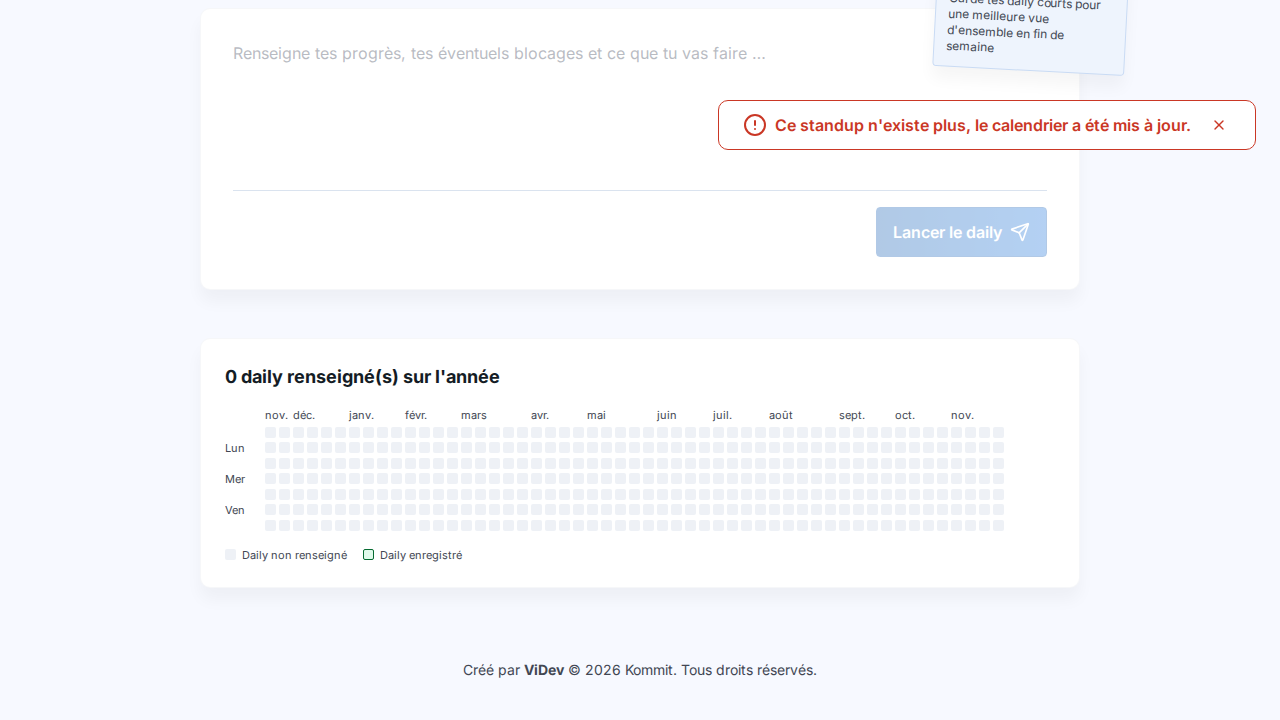 Garde tes daily courts pour
une meilleure vue
d'ensemble en fin de
semaine
Renseigne tes progrès, tes éventuels blocages et ce que tu vas faire ...
Ce standup n'existe plus, le calendrier a été mis à jour.
Lancer le daily
0 daily renseigné(s) sur l'année
nov. déc. janv. févr. mars avr. mai juin juil. août sept. oct. nov.
Lun
Mer
Ven
Daily non renseigné Daily enregistré
Créé par ViDev © 2026 Kommit. Tous droits réservés.